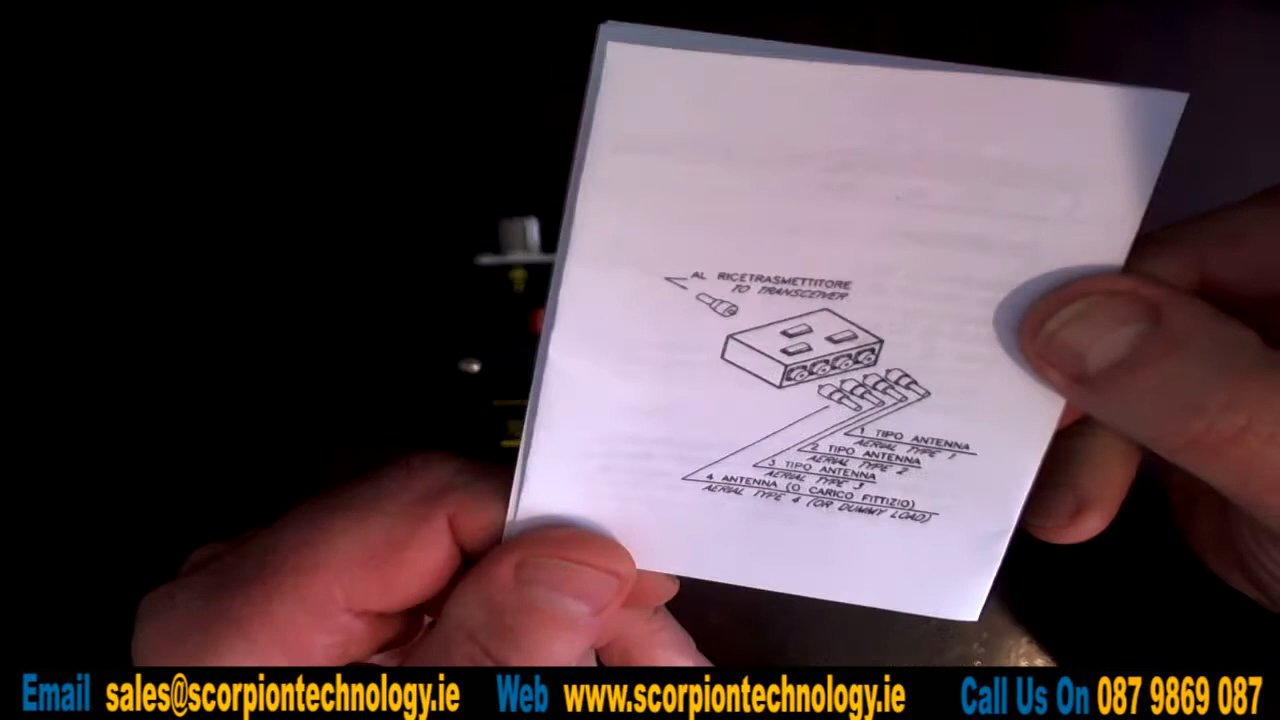 AL RICETRASMETTITORE
TO TRANSCEIVER
1 TIPO ANTENNA
AERIAL TYPE 1
2 TIPO ANTENNA
AERIAL TYPE 2
3 TIPO ANTENNA
AERIAL TYPE 3
4 ANTENNA (O CARICO FITTIZIO)
AERIAL TYPE 4 (OR DUMMY LOAD)
Email sales@scorpiontechnology.ie Web www.scorpiontechnology.ie Call Us On 087 9869 087